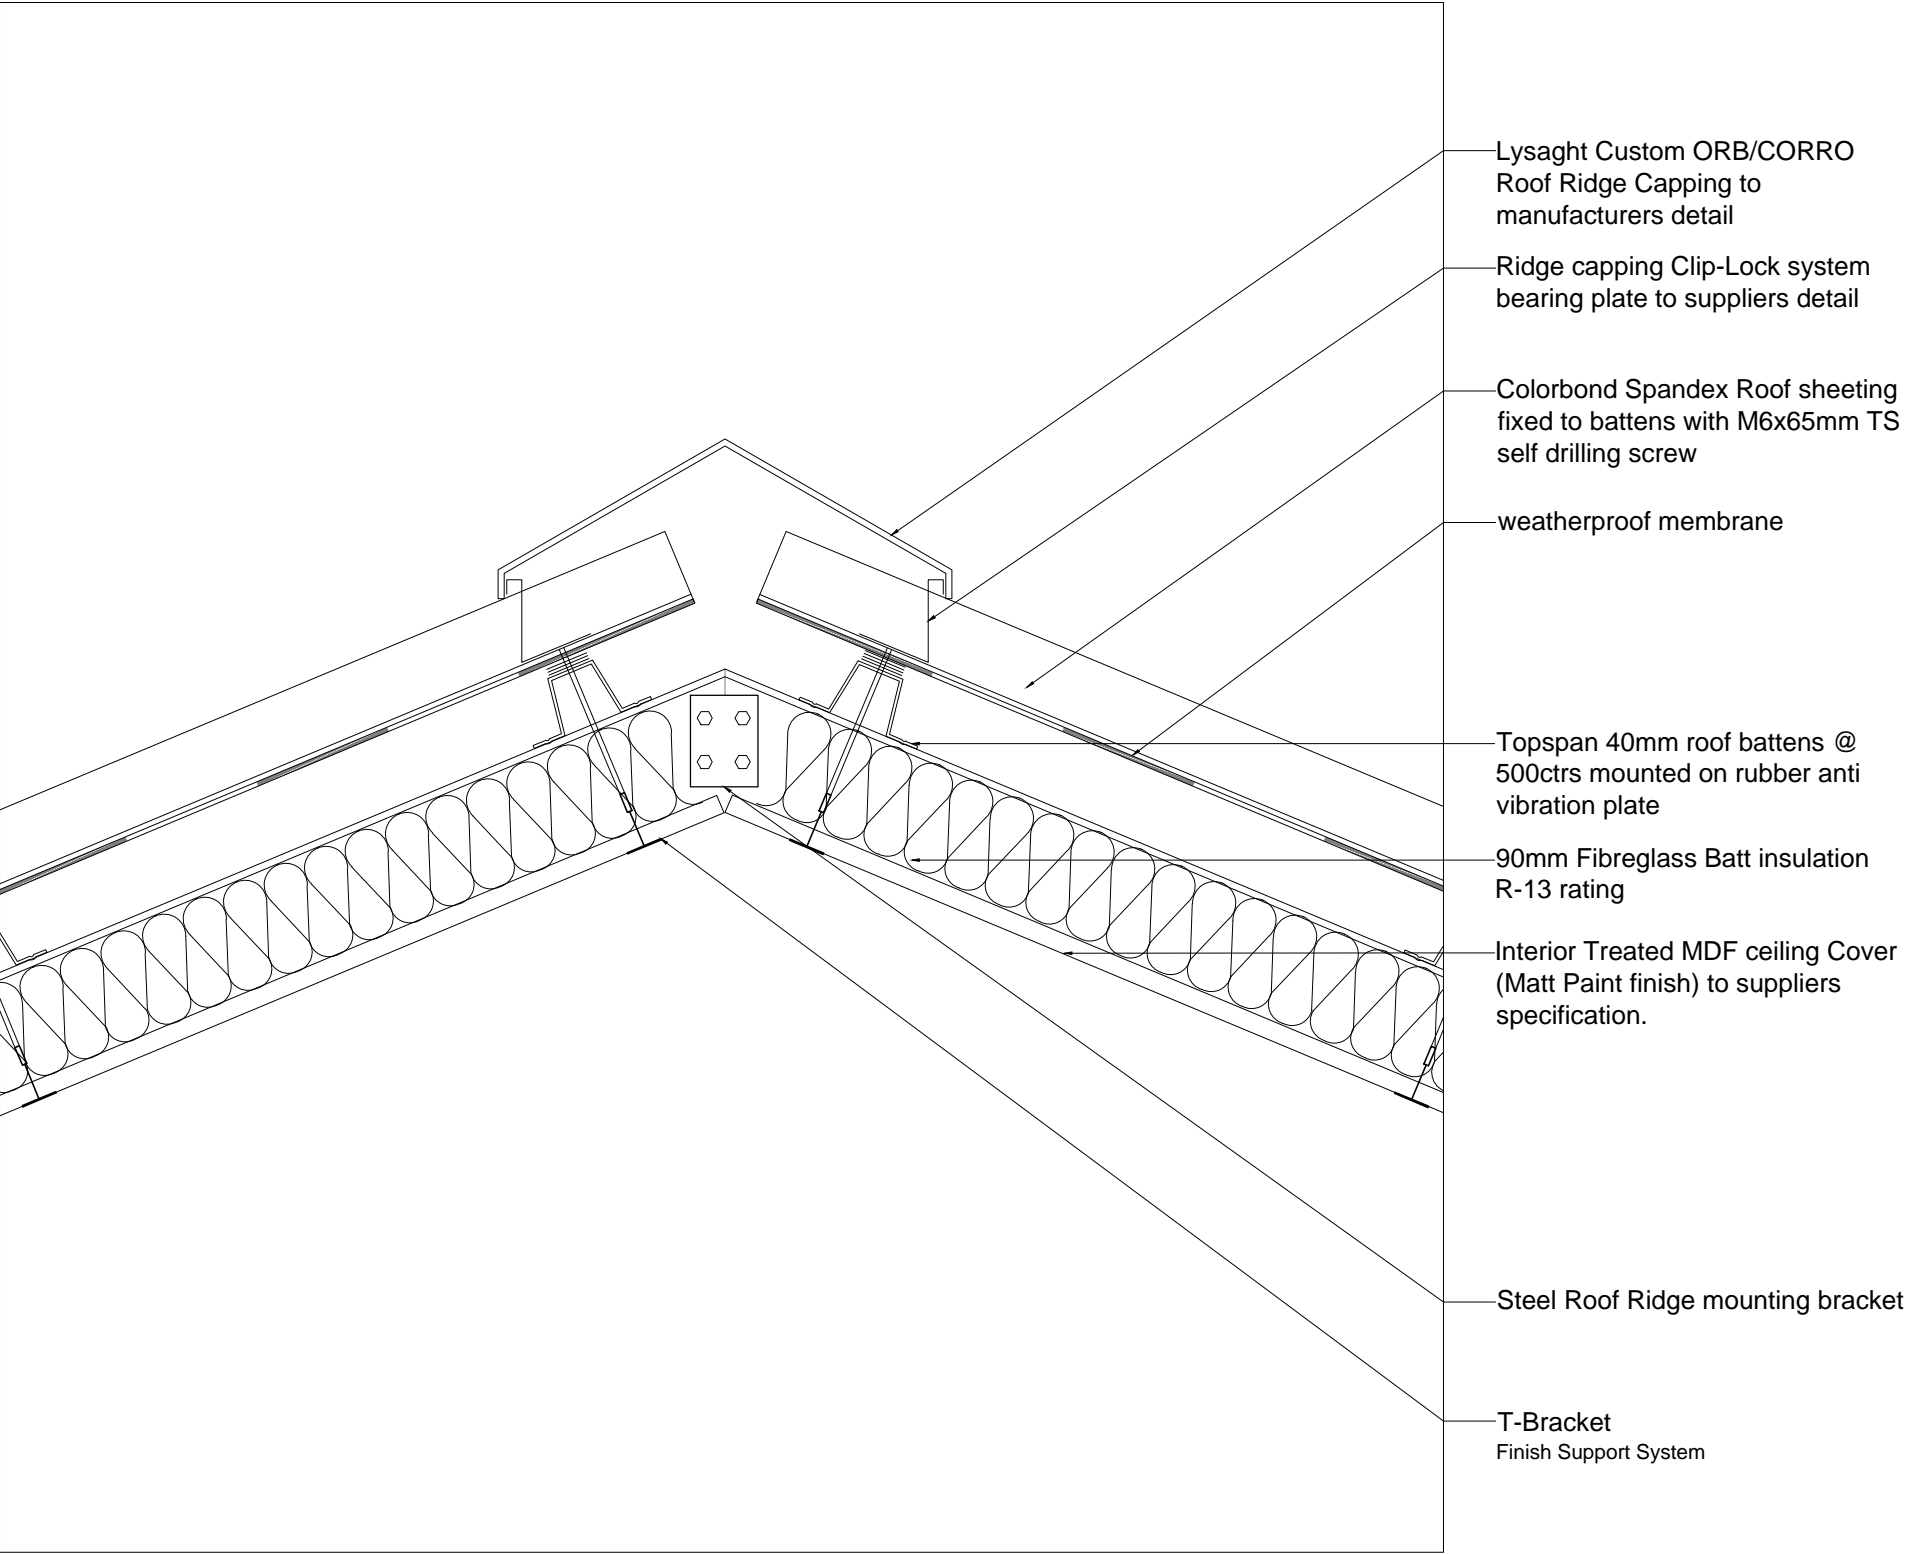 Lysaght Custom ORB/CORRO
Roof Ridge Capping to
manufacturers detail
Ridge capping Clip-Lock system
bearing plate to suppliers detail
Colorbond Spandex Roof sheeting
fixed to battens with M6x65mm TS
self drilling screw
weatherproof membrane
Topspan 40mm roof battens @
500ctrs mounted on rubber anti
vibration plate
90mm Fibreglass Batt insulation
R-13 rating
Interior Treated MDF ceiling Cover
(Matt Paint finish) to suppliers
specification.
Steel Roof Ridge mounting bracket
T-Bracket
Finish Support System